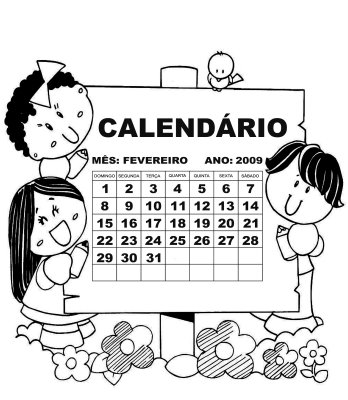 CALENDÁRIO
MÊS: FEVEREIRO ANO: 2009
DOMINGO SEGUNDA TERÇA QUARTA QUINTA SEXTA SÁBADO
1 2 3 4 5 6 7
8 9 10 11 12 13 14
15 16 17 18 19 20 21
22 23 24 25 26 27 28
29 30 31